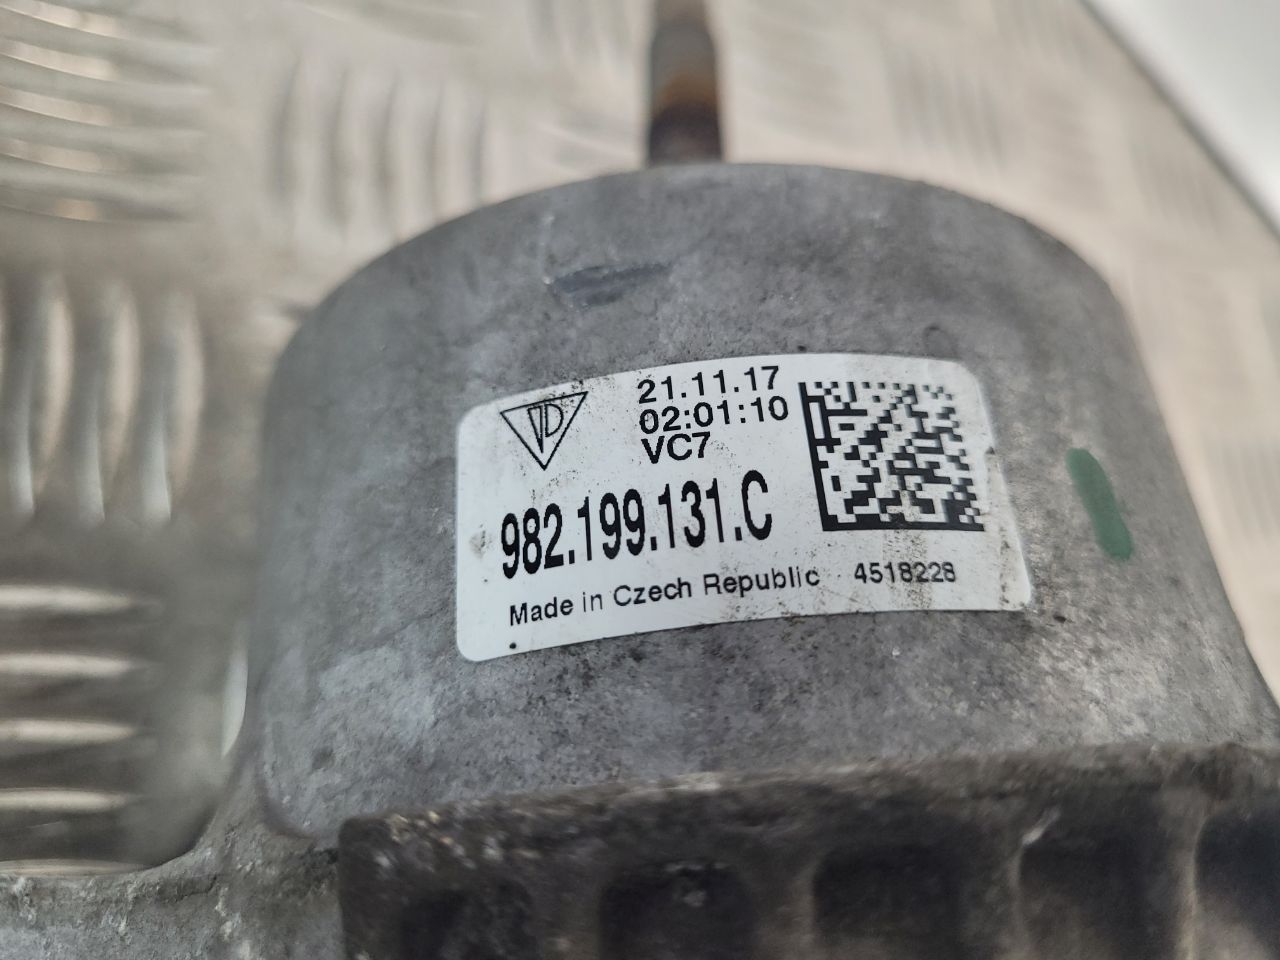 21.11.17
02:01:10
VC7
982.199.131.C
Made in Czech Republic 4518228